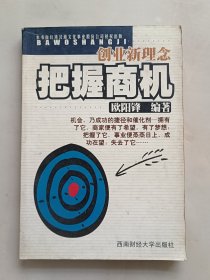 BAWOSHANGJI
创业新理念
把握商机
欧阳锋 编著
机会，乃成功的捷径和催化剂—拥有
了它，商家便有了希望，有了梦想；
把握了它，事业便蒸蒸日上，成
功在望；失去了它……
西南财经大学出版社